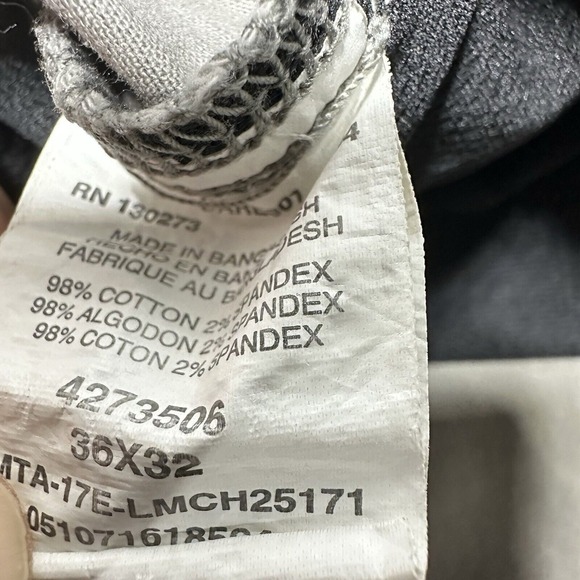 RN 130273
MADE IN BANGLADESH
HECHO EN BANGLADESH
FABRIQUE AU B
98% COTTON 2% SPANDEX
98% ALGODON 2% SPANDEX
98% COTON 2% SPANDEX
4273506
36X32
MTA-17E-LMCH25171